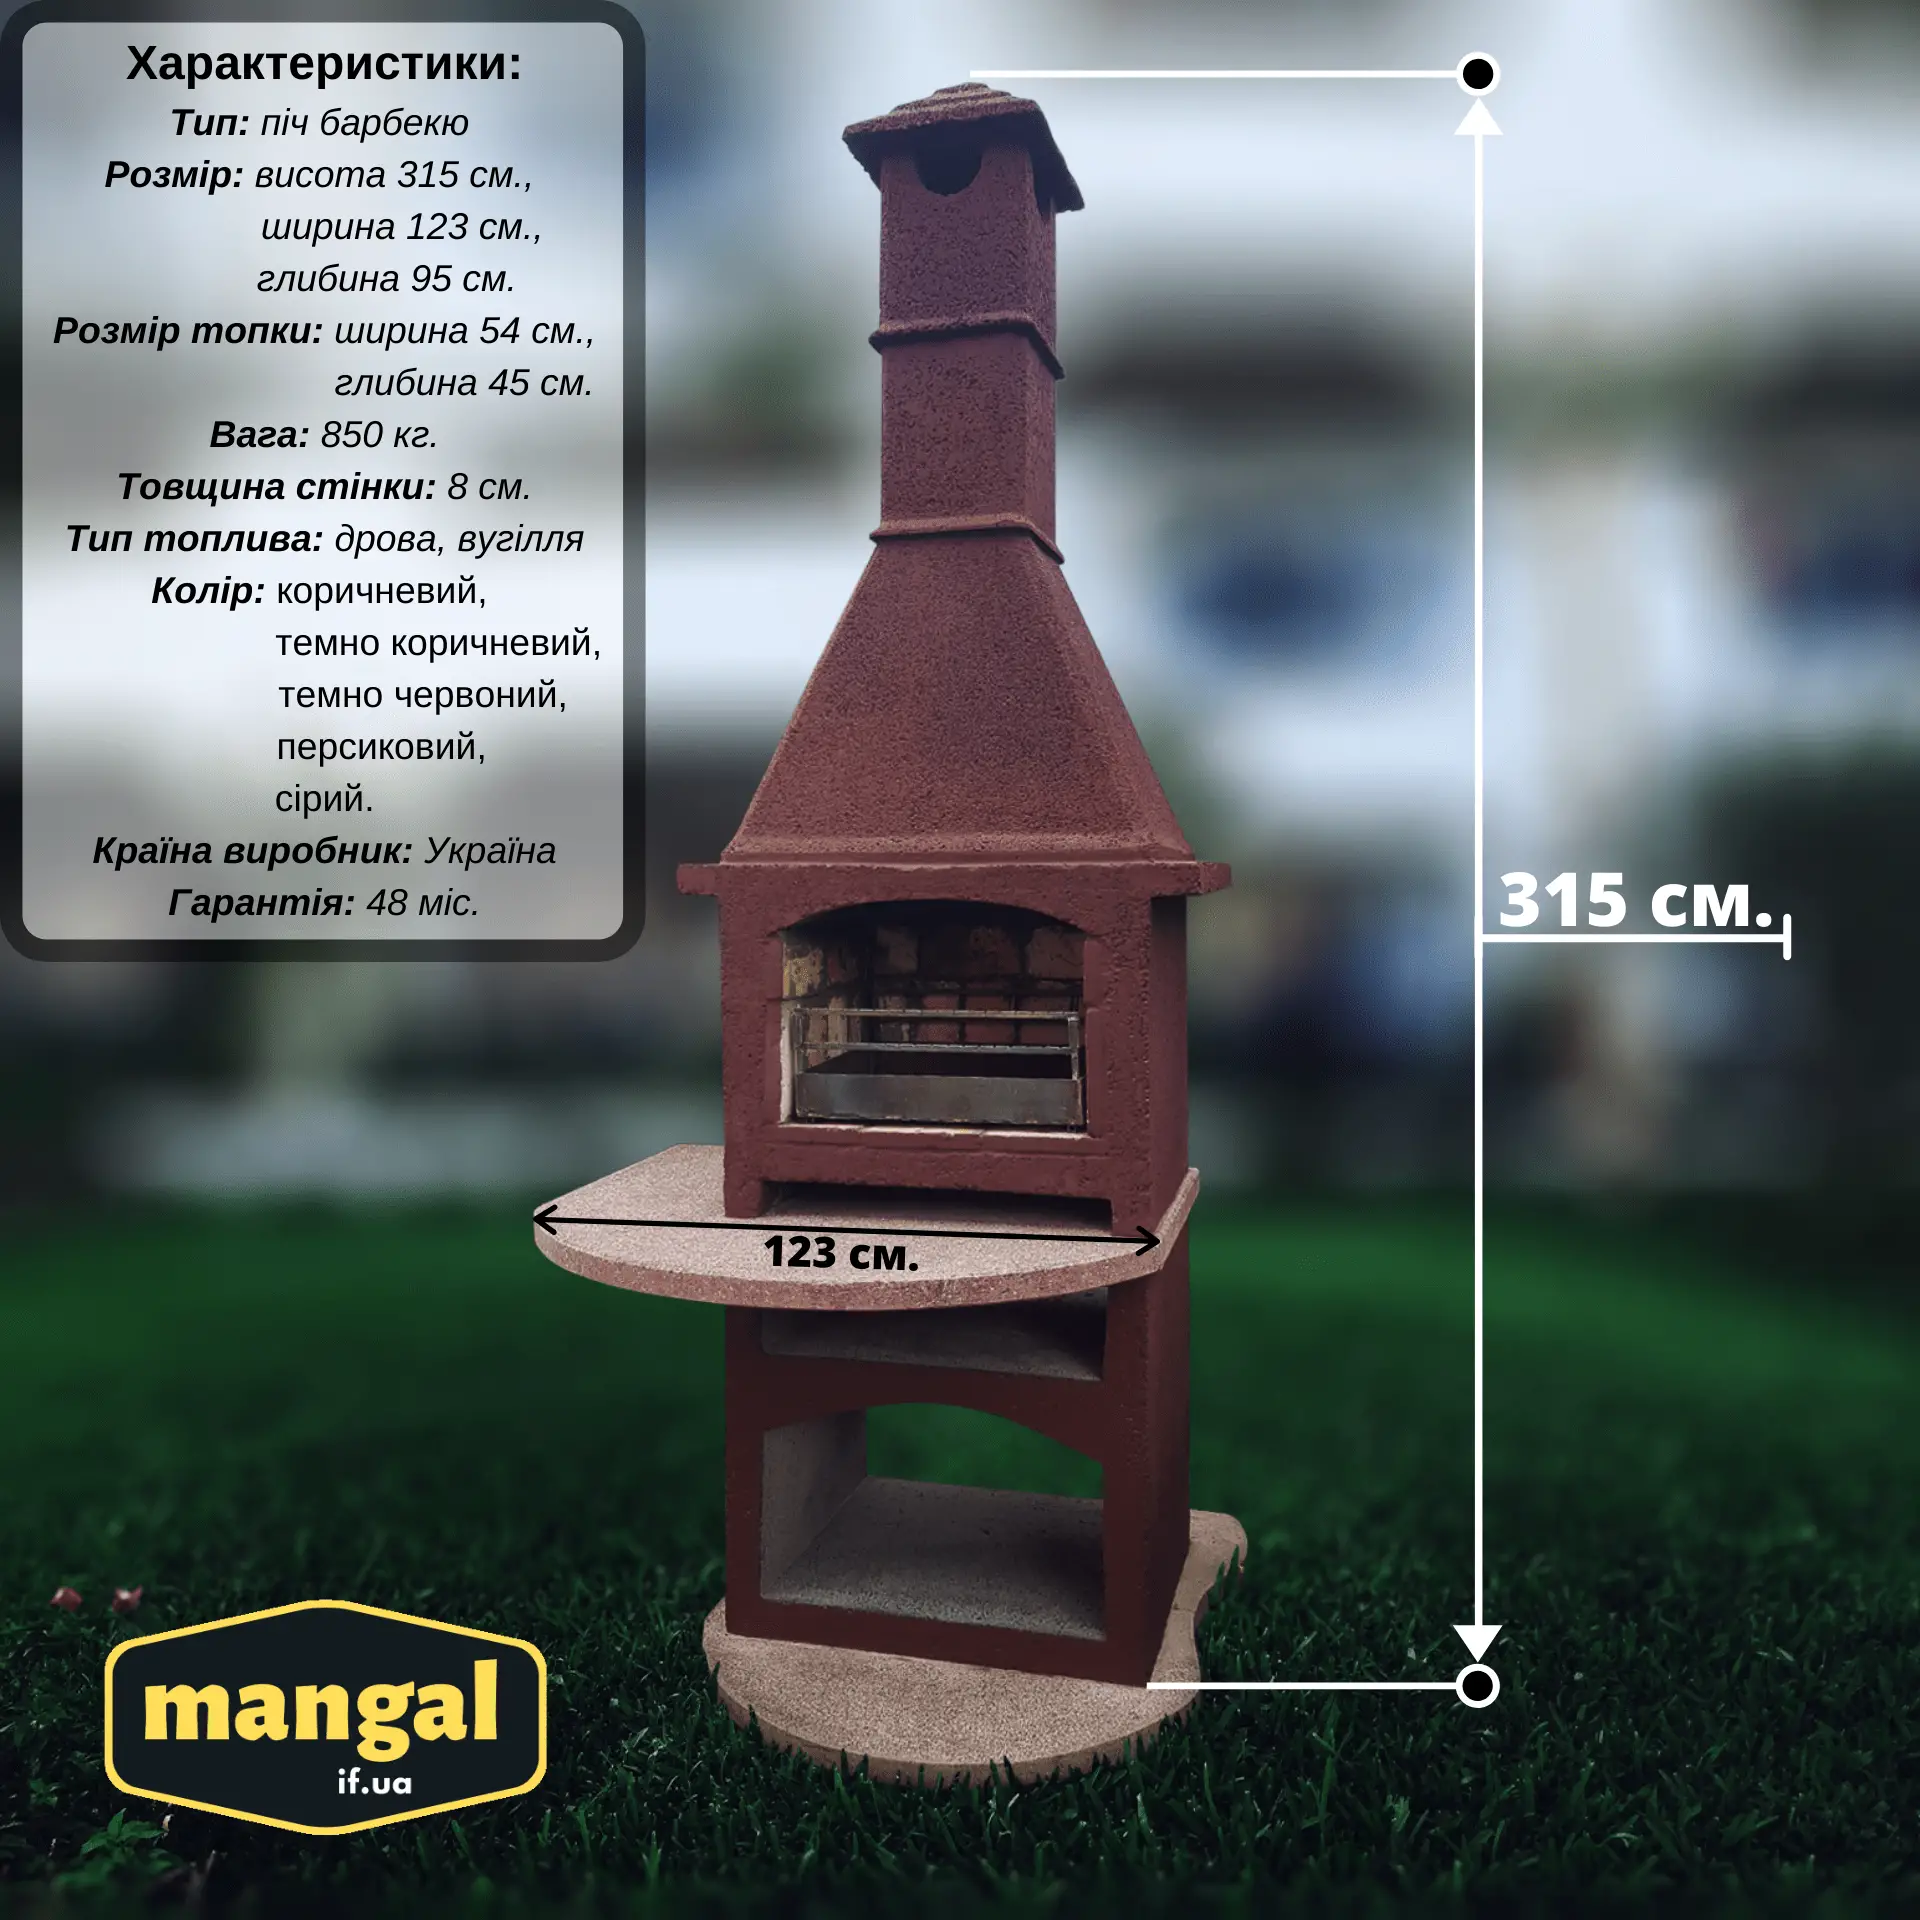 Характеристики:
Тип: піч барбекю
Розмір: висота 315 см.,
ширина 123 см.,
глибина 95 см.
Розмір топки: ширина 54 см.,
глибина 45 см.
Вага: 850 кг.
Товщина стінки: 8 см.
Тип топлива: дрова, вугілля
Колір: коричневий,
темно коричневий,
темно червоний,
персиковий,
сірий.
Країна виробник: Україна
Гарантія: 48 міс.
315 см.
123 см.
mangal
if.ua